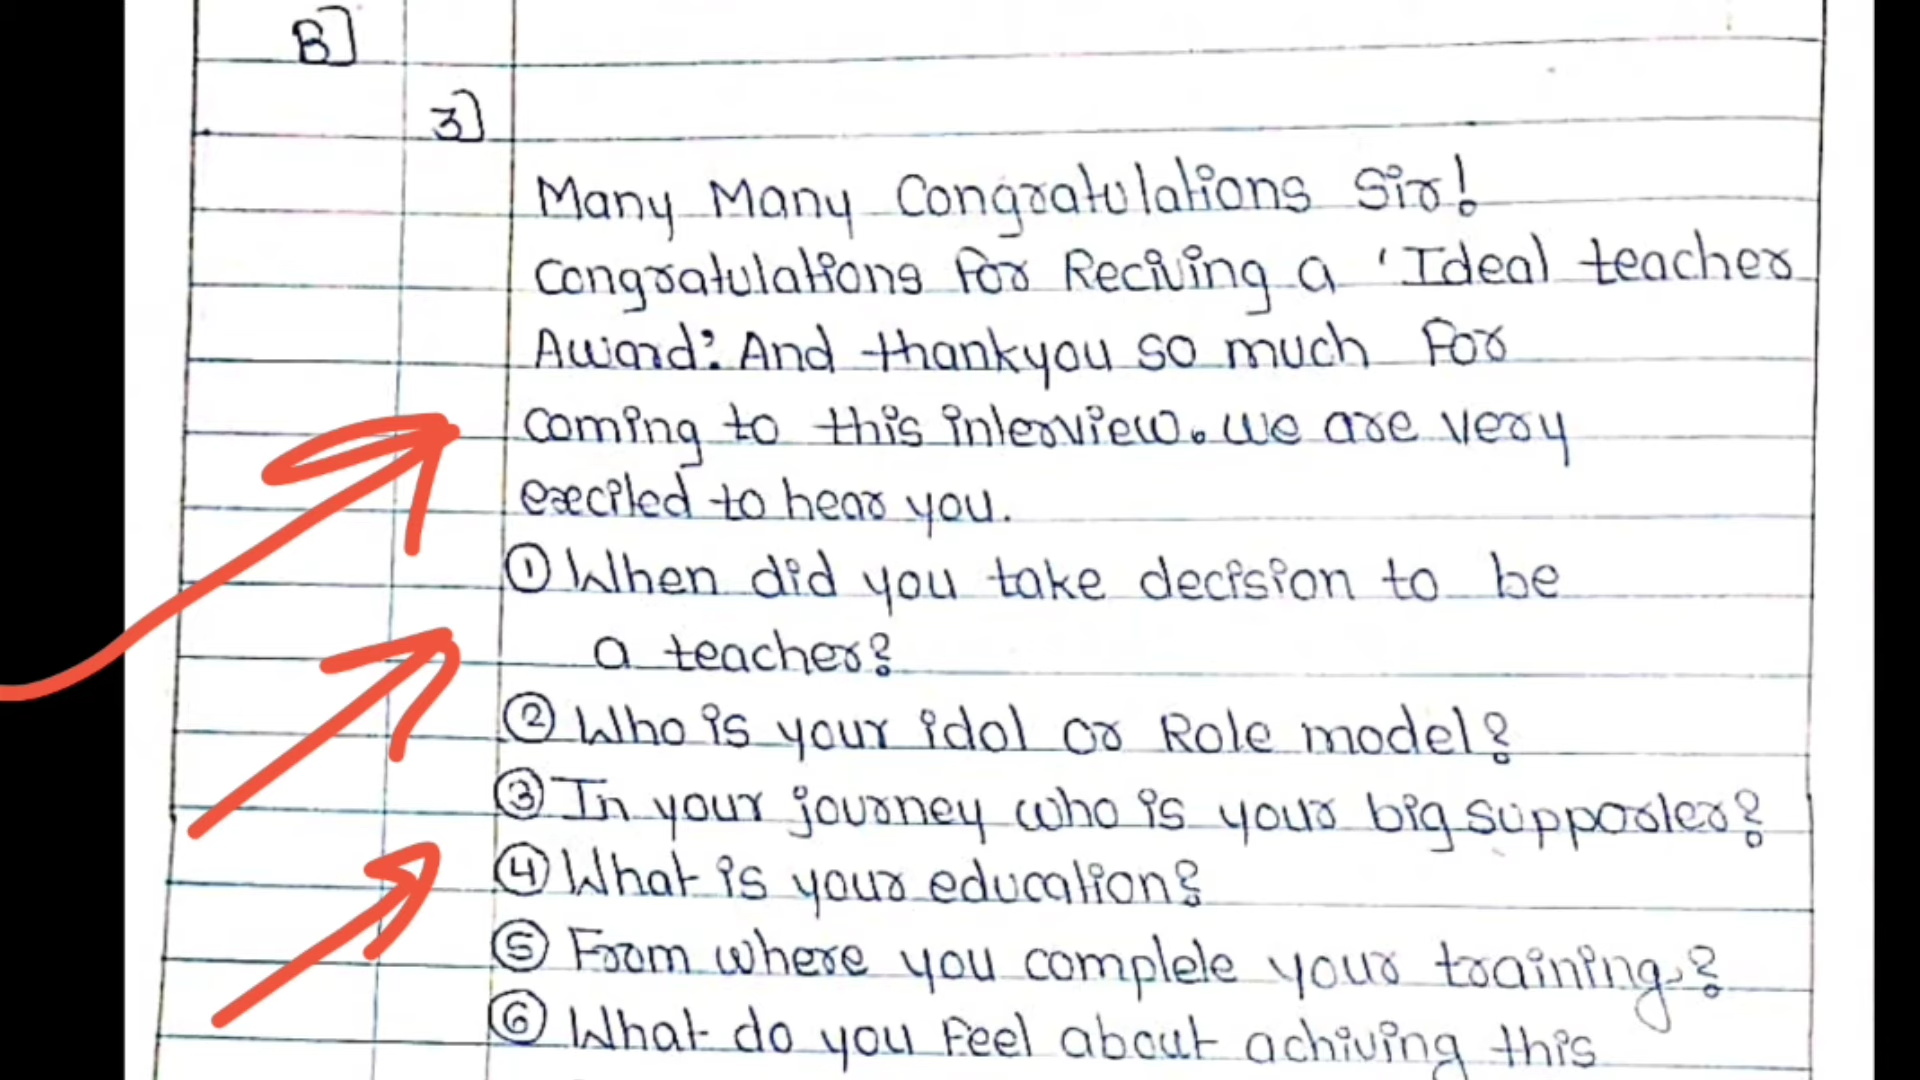 B]
3]
Many Many Congratulations Sir!
Congratulations for Reciving a 'Ideal teacher
Award'. And thankyou so much for
coming to this interview. we are very
execited to hear you.
① When did you take decision to be
a teacher?
② Who is your idol or Role model?
③ In your journey who is your big supporter?
④ What is your education?
⑤ From where you complete your training?
⑥ What do you feel about achiving this